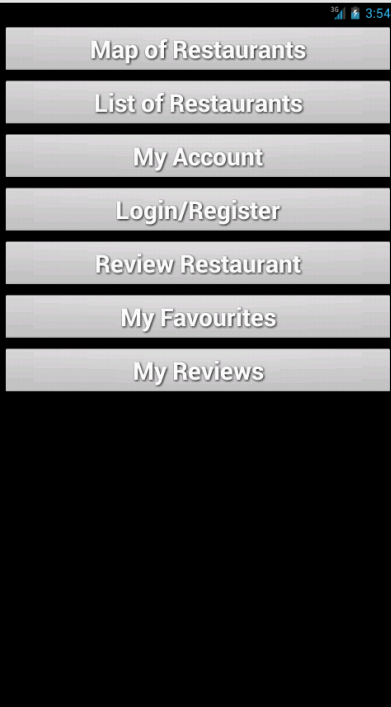 3G 3:54
Map of Restaurants
List of Restaurants
My Account
Login/Register
Review Restaurant
My Favourites
My Reviews